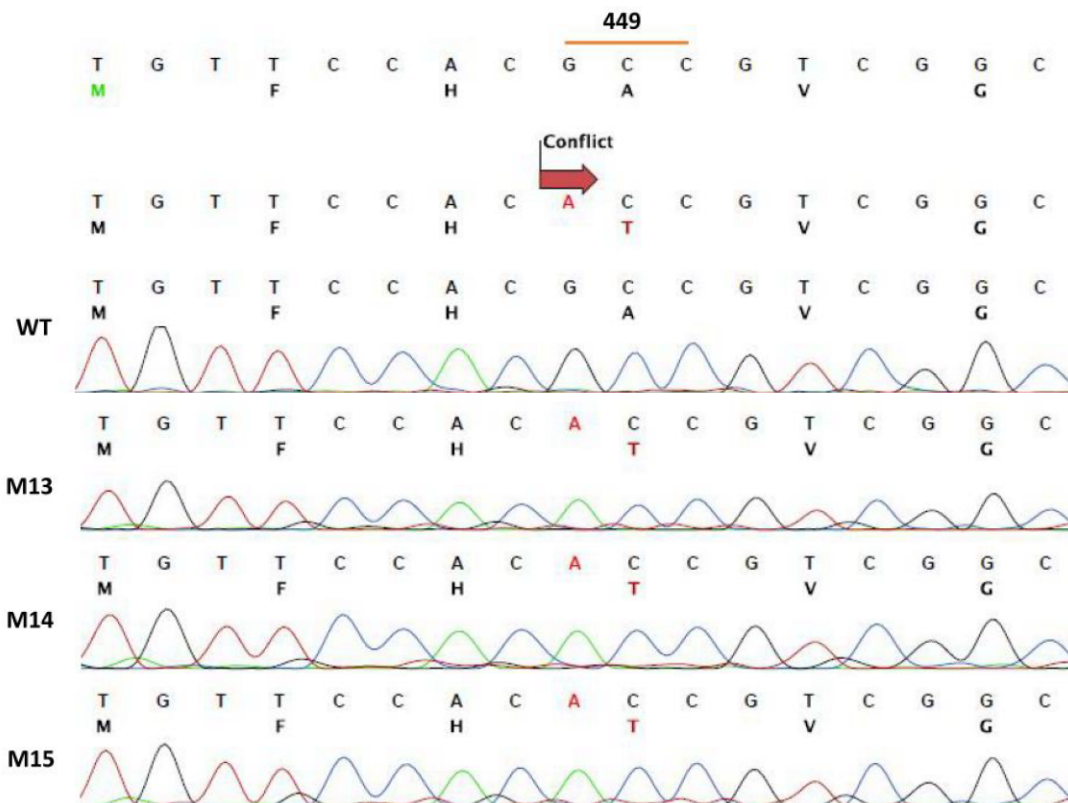 449
T G T T C C A C G C C G T C G G C
M F H A V G
Conflict
T G T T C C A C A C C G T C G G C
M F H T V G
T G T T C C A C G C C G T C G G C
M F H A V G
WT
T G T T C C A C A C C G T C G G C
M F H T V G
M13
T G T T C C A C A C C G T C G G C
M F H T V G
M14
T G T T C C A C A C C G T C G G C
M F H T V G
M15